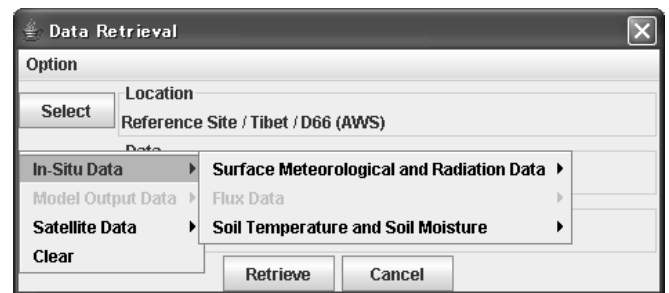 Data Retrieval
Option
Location
Select
Reference Site / Tibet / D66 (AWS)
Data
In-Situ Data
Surface Meteorological and Radiation Data
Model Output Data
Flux Data
Satellite Data
Soil Temperature and Soil Moisture
Clear
Retrieve
Cancel